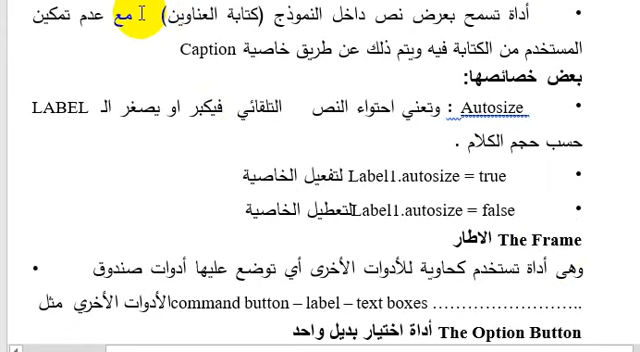 • أداة تسمح بعرض نص داخل النموذج (كتابة العناوين) مع عدم تمكين
المستخدم من الكتابة فيه ويتم ذلك عن طريق خاصية Caption
بعض خصائصها:
• Autosize : وتعني احتواء النص التلقائي فيكبر او يصغر الـ LABEL
حسب حجم الكلام .
• Label1.autosize = true لتفعيل الخاصية
• Label1.autosize = false لتعطيل الخاصية
The Frame الاطار
• وهى أداة تستخدم كحاوية للأدوات الأخرى أي توضع عليها أدوات صندوق
الأدوات الأخري مثل command button – label – text boxes ……………………..
The Option Button أداة اختيار بديل واحد